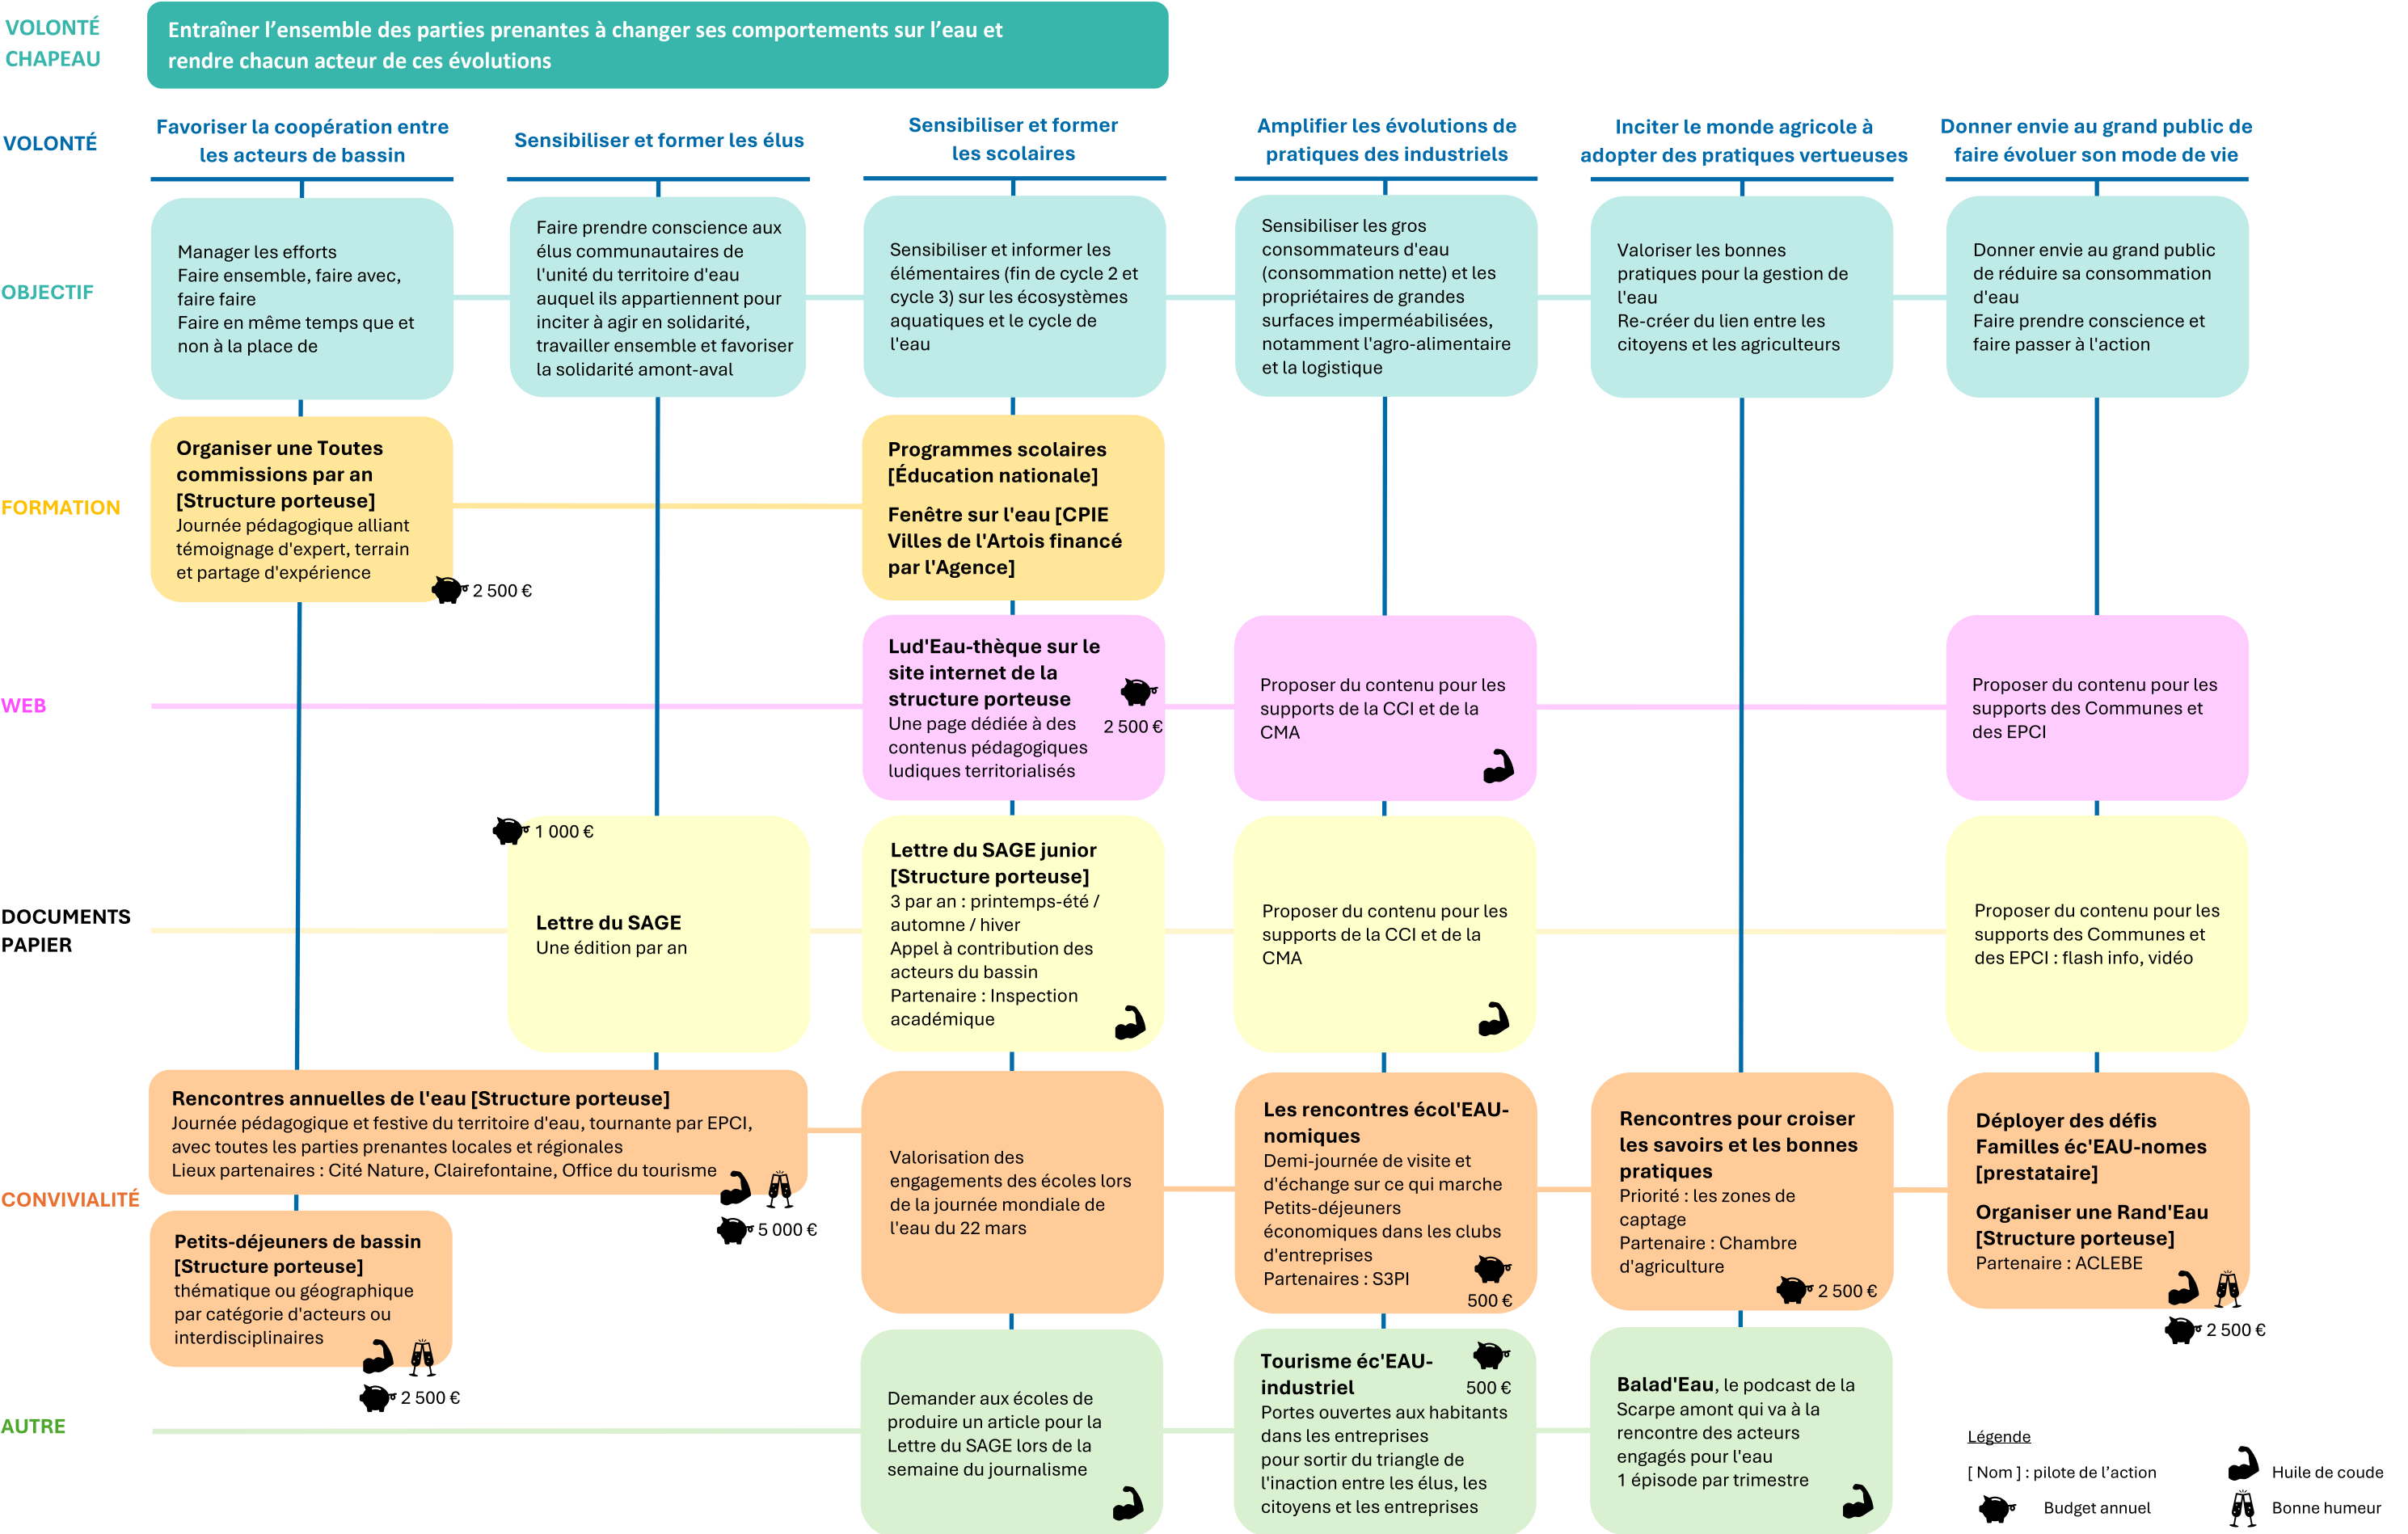 VOLONTÉ
CHAPEAU
Entraîner l’ensemble des parties prenantes à changer ses comportements sur l’eau et
rendre chacun acteur de ces évolutions
VOLONTÉ
Favoriser la coopération entre
les acteurs de bassin
Sensibiliser et former les élus
Sensibiliser et former
les scolaires
Amplifier les évolutions de
pratiques des industriels
Inciter le monde agricole à
adopter des pratiques vertueuses
Donner envie au grand public de
faire évoluer son mode de vie
OBJECTIF
Manager les efforts
Faire ensemble, faire avec,
faire faire
Faire en même temps que et
non à la place de
Faire prendre conscience aux
élus communautaires de
l'unité du territoire d'eau
auquel ils appartiennent pour
inciter à agir en solidarité,
travailler ensemble et favoriser
la solidarité amont-aval
Sensibiliser et informer les
élémentaires (fin de cycle 2 et
cycle 3) sur les écosystèmes
aquatiques et le cycle de
l'eau
Sensibiliser les gros
consommateurs d'eau
(consommation nette) et les
propriétaires de grandes
surfaces imperméabilisées,
notamment l'agro-alimentaire
et la logistique
Valoriser les bonnes
pratiques pour la gestion de
l'eau
Re-créer du lien entre les
citoyens et les agriculteurs
Donner envie au grand public
de réduire sa consommation
d'eau
Faire prendre conscience et
faire passer à l'action
FORMATION
Organiser une Toutes
commissions par an
[Structure porteuse]
Journée pédagogique alliant
témoignage d'expert, terrain
et partage d'expérience
2 500 €
Programmes scolaires
[Éducation nationale]
Fenêtre sur l'eau [CPIE
Villes de l'Artois financé
par l'Agence]
WEB
Lud'Eau-thèque sur le
site internet de la
structure porteuse
Une page dédiée à des
contenus pédagogiques
ludiques territorialisés
2 500 €
Proposer du contenu pour les
supports de la CCI et de la
CMA
Proposer du contenu pour les
supports des Communes et
des EPCI
DOCUMENTS
PAPIER
1 000 €
Lettre du SAGE
Une édition par an
Lettre du SAGE junior
[Structure porteuse]
3 par an : printemps-été /
automne / hiver
Appel à contribution des
acteurs du bassin
Partenaire : Inspection
académique
Proposer du contenu pour les
supports de la CCI et de la
CMA
Proposer du contenu pour les
supports des Communes et
des EPCI : flash info, vidéo
CONVIVIALITÉ
Rencontres annuelles de l'eau [Structure porteuse]
Journée pédagogique et festive du territoire d'eau, tournante par EPCI,
avec toutes les parties prenantes locales et régionales
Lieux partenaires : Cité Nature, Clairefontaine, Office du tourisme
5 000 €
Petits-déjeuners de bassin
[Structure porteuse]
thématique ou géographique
par catégorie d'acteurs ou
interdisciplinaires
2 500 €
Valorisation des
engagements des écoles lors
de la journée mondiale de
l'eau du 22 mars
Les rencontres écol'EAU-
nomiques
Demi-journée de visite et
d'échange sur ce qui marche
Petits-déjeuners
économiques dans les clubs
d'entreprises
Partenaires : S3PI
500 €
Rencontres pour croiser
les savoirs et les bonnes
pratiques
Priorité : les zones de
captage
Partenaire : Chambre
d'agriculture
2 500 €
Déployer des défis
Familles éc'EAU-nomes
[prestataire]
Organiser une Rand'Eau
[Structure porteuse]
Partenaire : ACLEBE
2 500 €
AUTRE
Demander aux écoles de
produire un article pour la
Lettre du SAGE lors de la
semaine du journalisme
Tourisme éc'EAU-
industriel
500 €
Portes ouvertes aux habitants
dans les entreprises
pour sortir du triangle de
l'inaction entre les élus, les
citoyens et les entreprises
Balad'Eau, le podcast de la
Scarpe amont qui va à la
rencontre des acteurs
engagés pour l'eau
1 épisode par trimestre
Légende
[ Nom ] : pilote de l’action
Huile de coude
Budget annuel
Bonne humeur